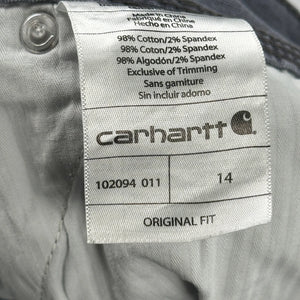 Made in China
Fabriqué en China
Hecho en China
98% Cotton/2% Spandex
98% Coton/2% Spandex
98% Algodón/2% Spandex
Exclusive of Trimming
Sans garniture
Sin incluir adorno
carhartt
102094 011
14
ORIGINAL FIT